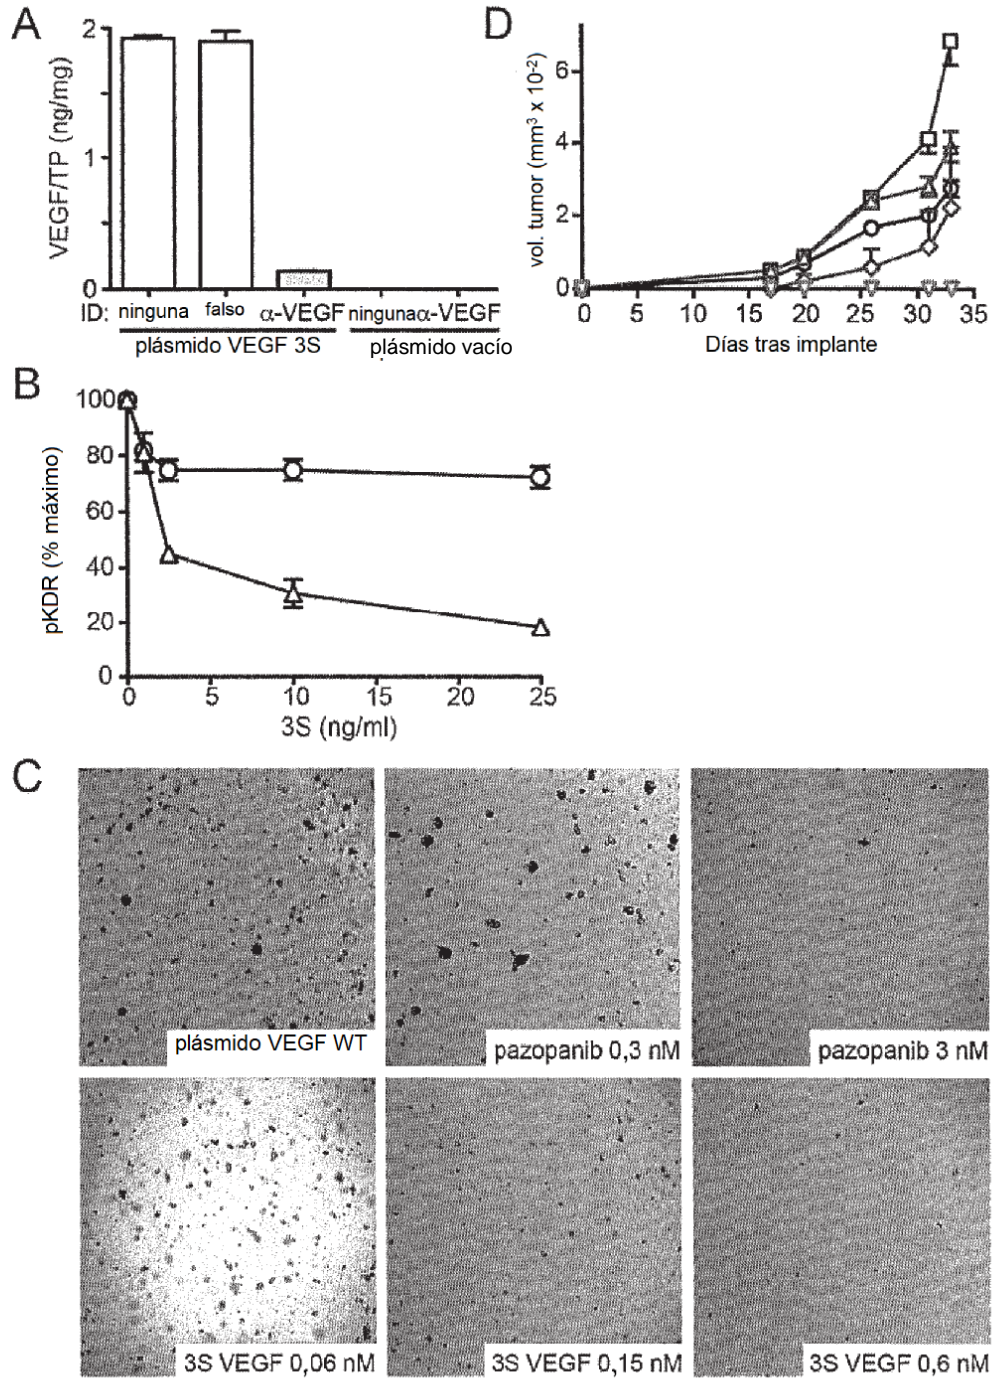 A
VEGF/TP (ng/mg)
2
1
0
ID: ninguna falso α-VEGF ninguna α-VEGF
plásmido VEGF 3S plásmido vacío
D
vol. tumor (mm³ x 10⁻²)
6
4
2
0
0 5 10 15 20 25 30 35
Días tras implante
B
pKDR (% máximo)
100
80
60
40
20
0
0 5 10 15 20 25
3S (ng/ml)
C
plásmido VEGF WT
pazopanib 0,3 nM
pazopanib 3 nM
3S VEGF 0,06 nM
3S VEGF 0,15 nM
3S VEGF 0,6 nM